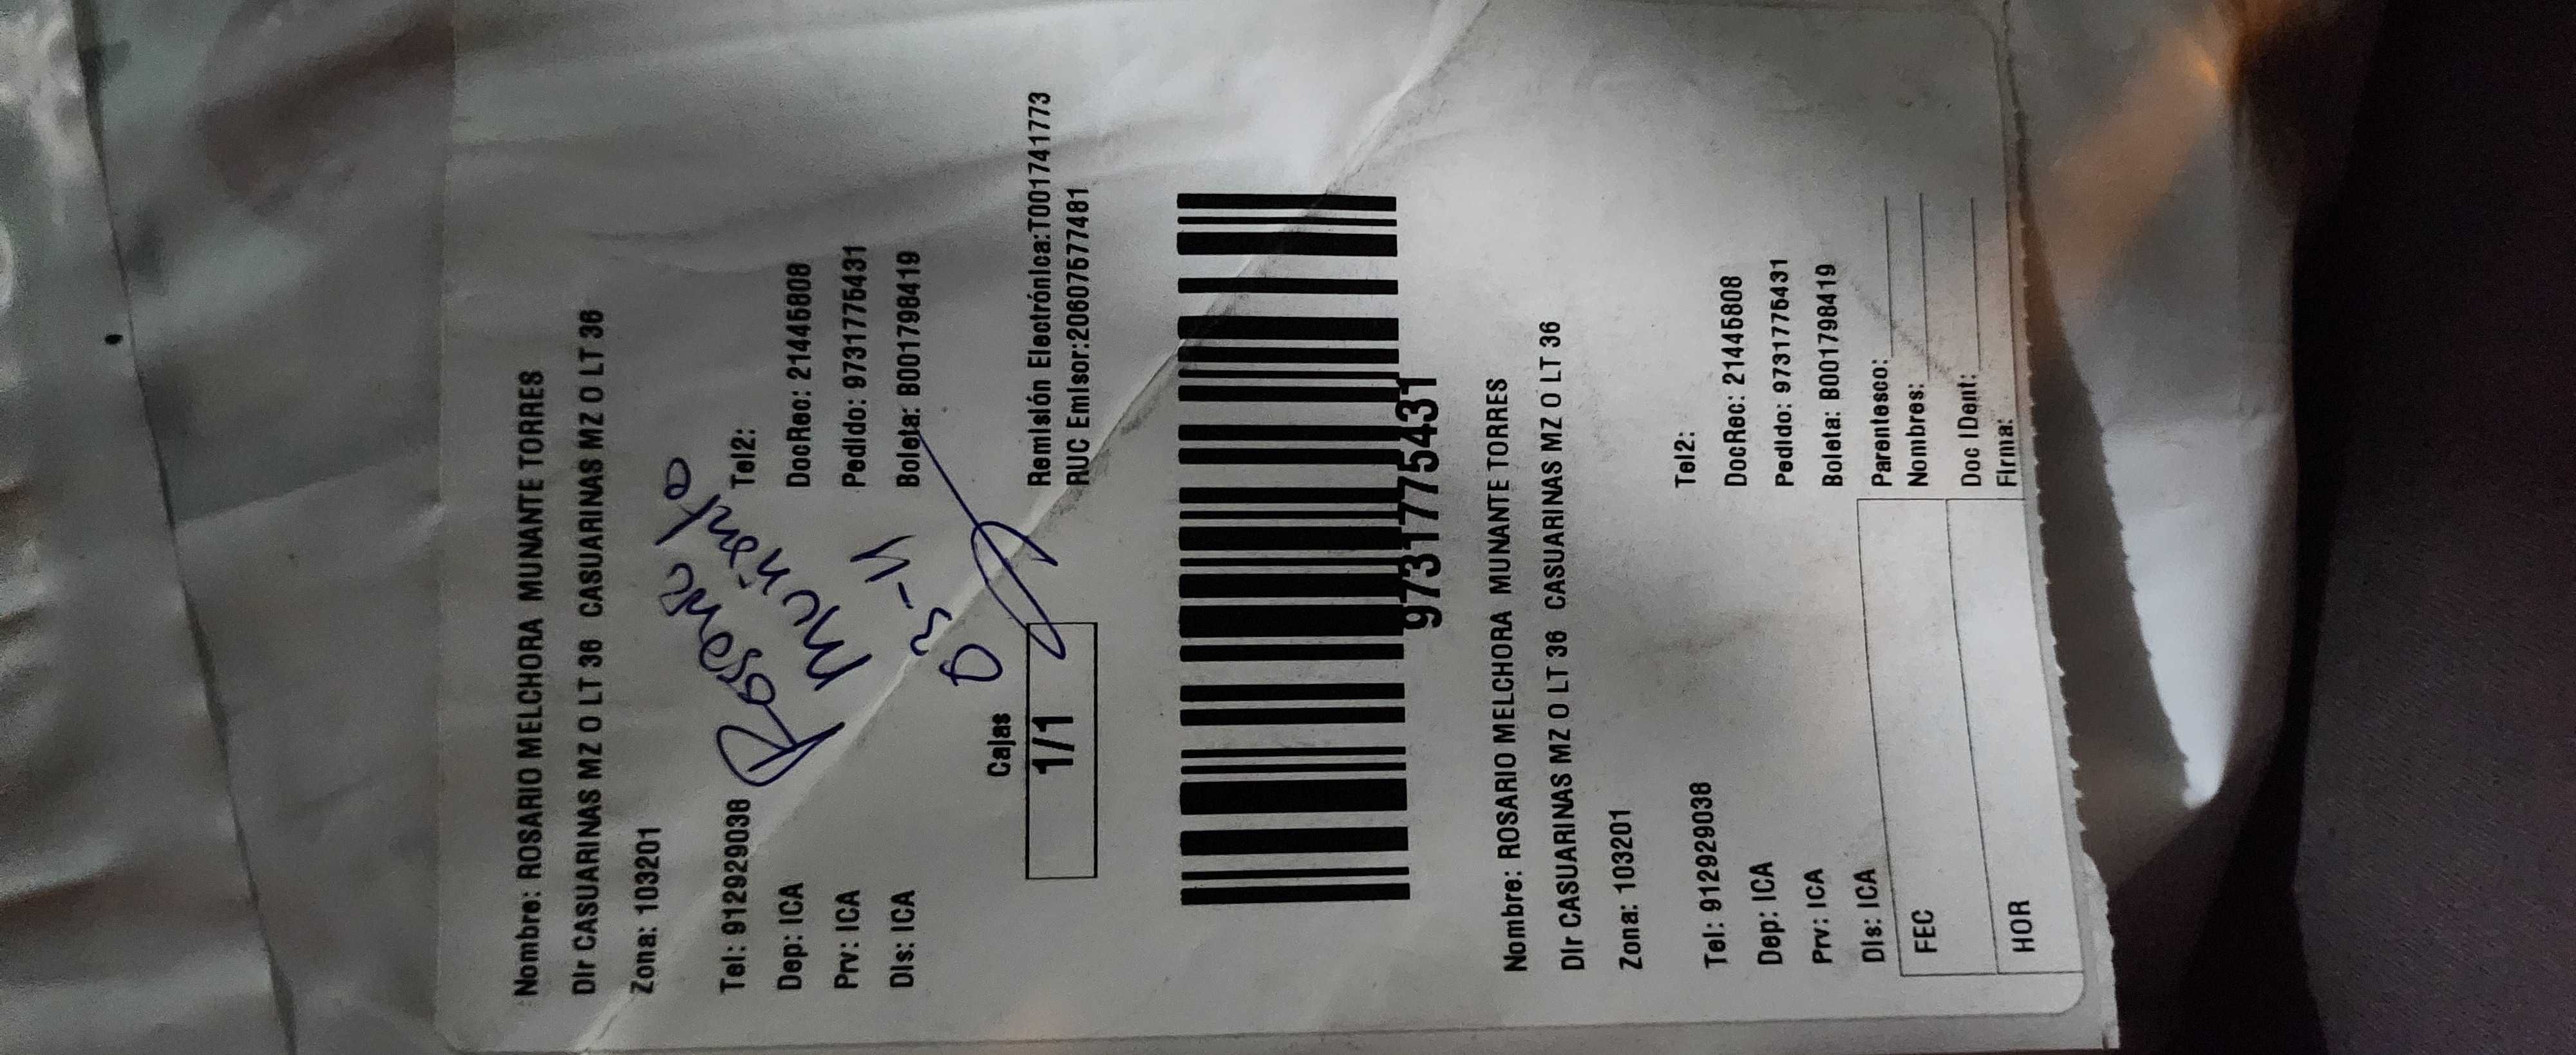 Nombre: ROSARIO MELCHORA MUNANTE TORRES
DIr CASUARINAS MZ O LT 36 CASUARINAS MZ O LT 36
Zona: 103201
Tel: 912929038 Tel2:
Dep: ICA DocRec: 21445808
Prv: ICA Pedido: 9731775431
Dis: ICA Boleta: B001798419
Rosario
Muñante
03-4
Cajas
1/1
Remisión Electrónica:T001741773
RUC Emisor:20607577481
9731775431
Nombre: ROSARIO MELCHORA MUNANTE TORRES
DIr CASUARINAS MZ O LT 36 CASUARINAS MZ O LT 36
Zona: 103201
Tel: 912929038 Tel2:
Dep: ICA DocRec: 21445808
Prv: ICA Pedido: 9731775431
Dis: ICA Boleta: B001798419
FEC
HOR
Parentesco:
Nombres:
Doc IDent:
Firma: